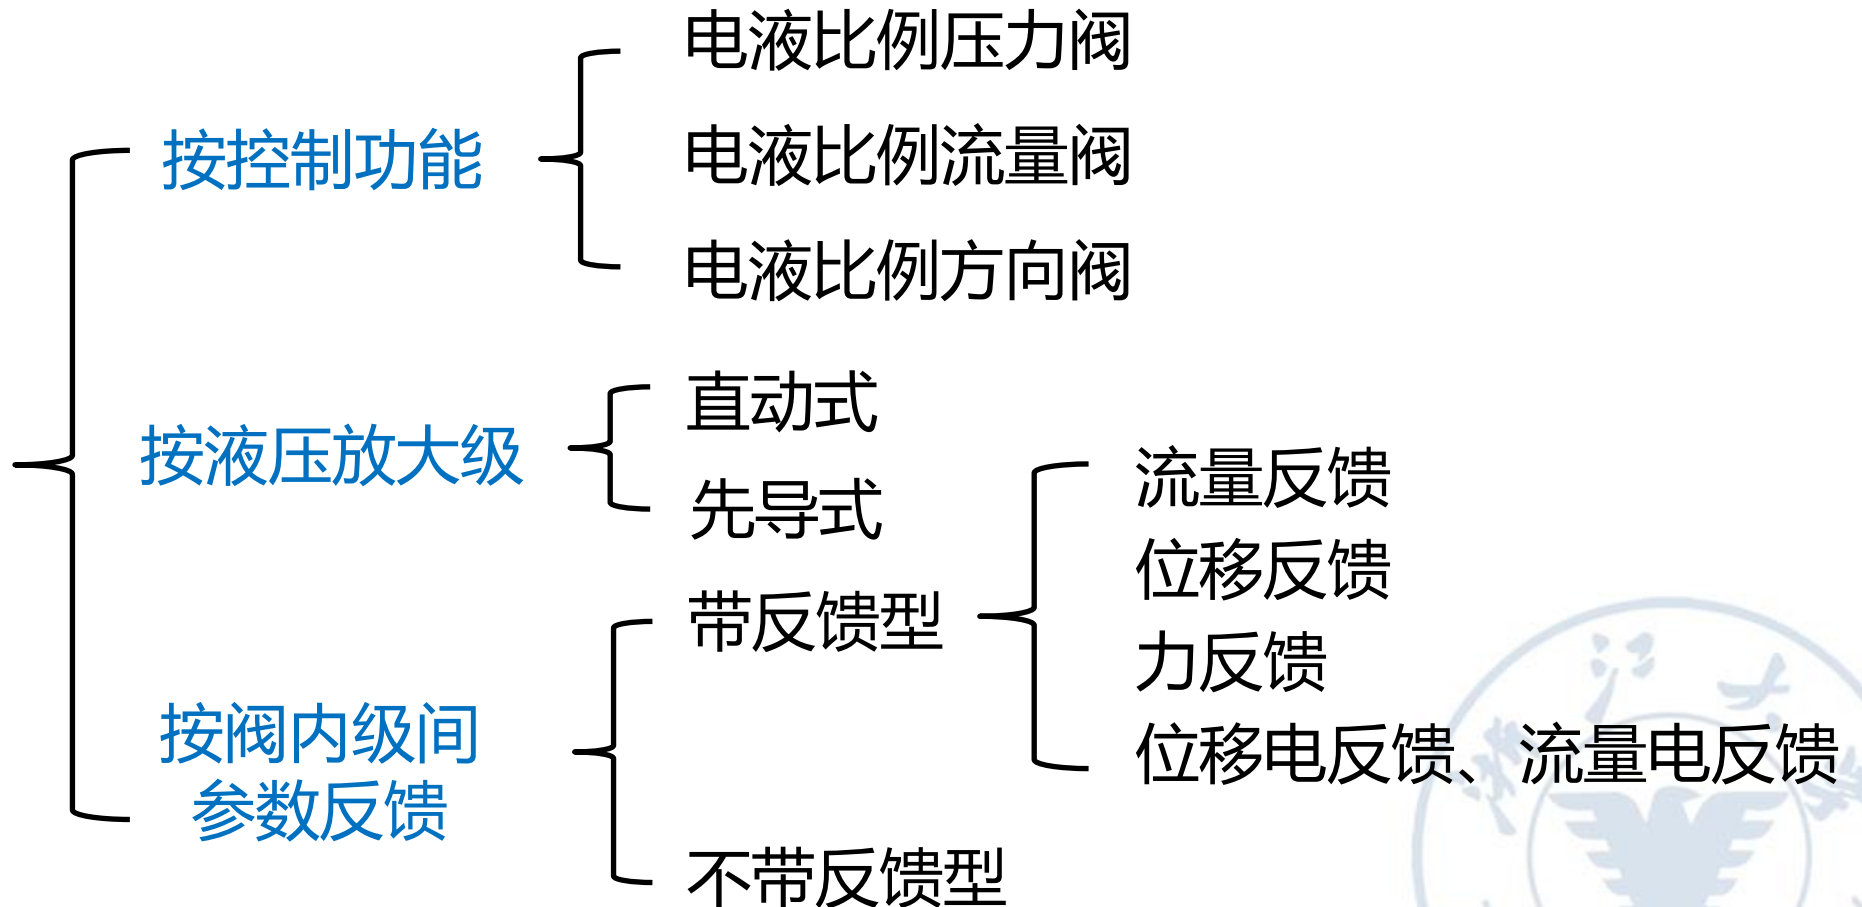 电液比例压力阀
按控制功能
电液比例流量阀
电液比例方向阀
直动式
按液压放大级
先导式
流量反馈
位移反馈
带反馈型
力反馈
按阀内级间
参数反馈
位移电反馈、流量电反馈
不带反馈型